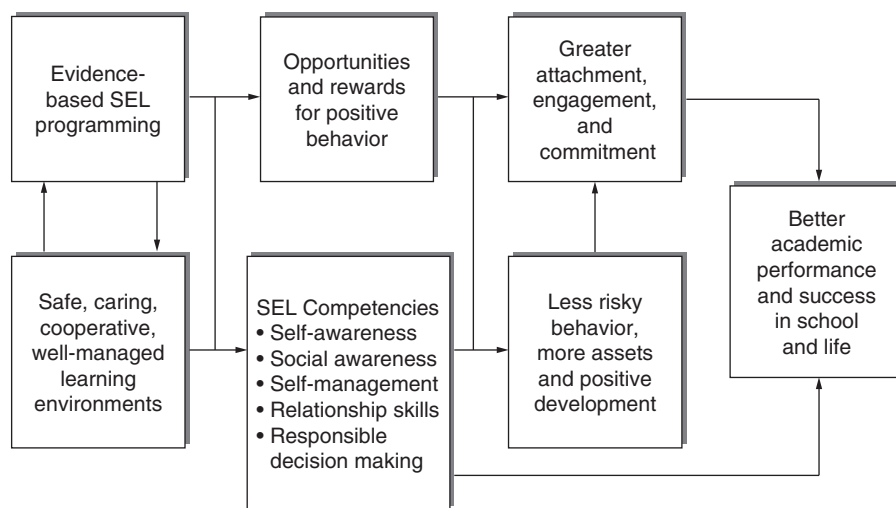 Evidence-
based SEL
programming
Opportunities
and rewards
for positive
behavior
Greater
attachment,
engagement,
and
commitment
Safe, caring,
cooperative,
well-managed
learning
environments
SEL Competencies
• Self-awareness
• Social awareness
• Self-management
• Relationship skills
• Responsible
decision making
Less risky
behavior,
more assets
and positive
development
Better
academic
performance
and success
in school
and life